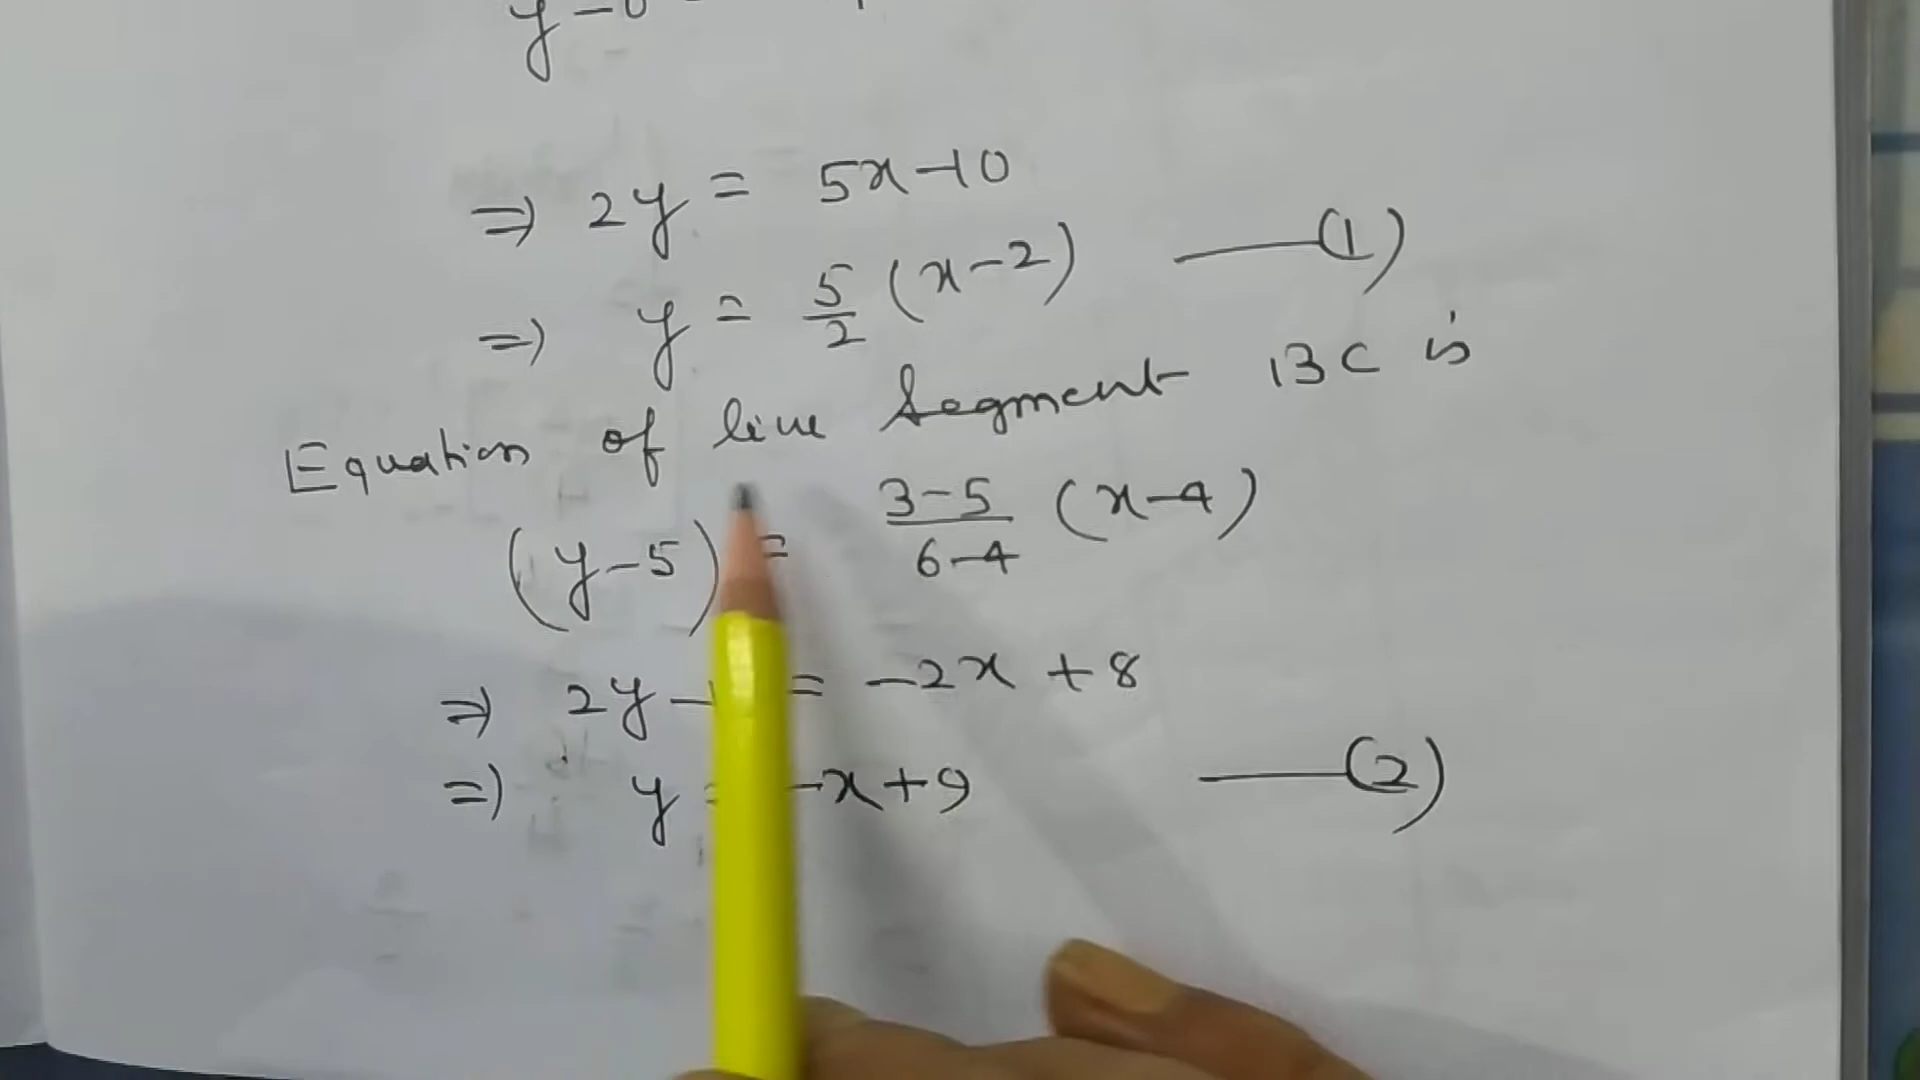 y-0
⇒ 2y = 5x-10
⇒ y = 5/2 (x-2) —(1)
Equation of line Segment BC is
(y-5) = 3-5/6-4 (x-4)
⇒ 2y- = -2x +8
⇒ y = -x+9 —(2)